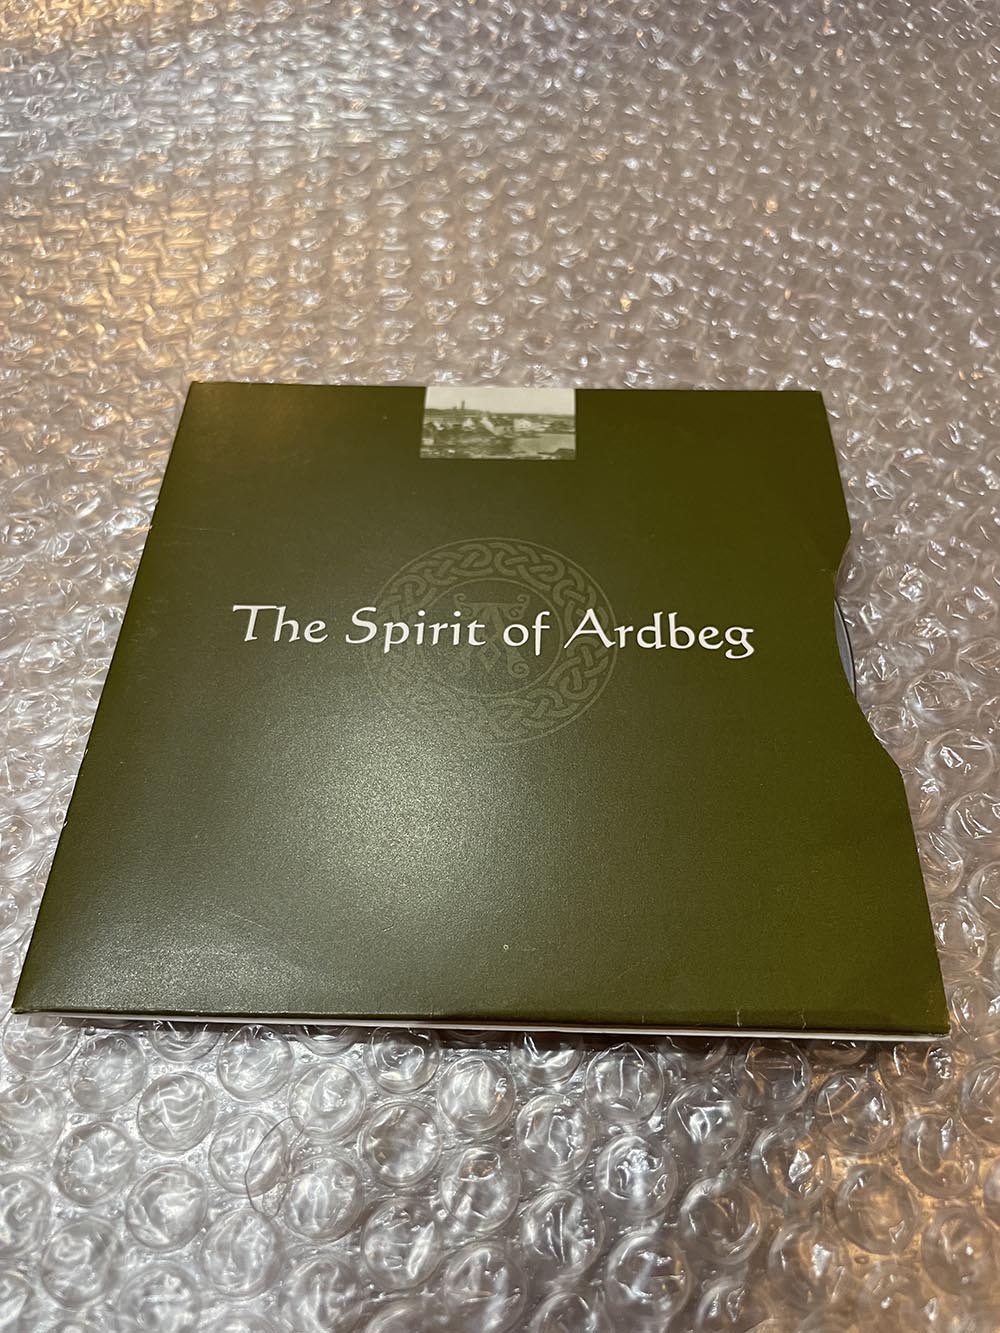 The Spirit of Ardbeg
A